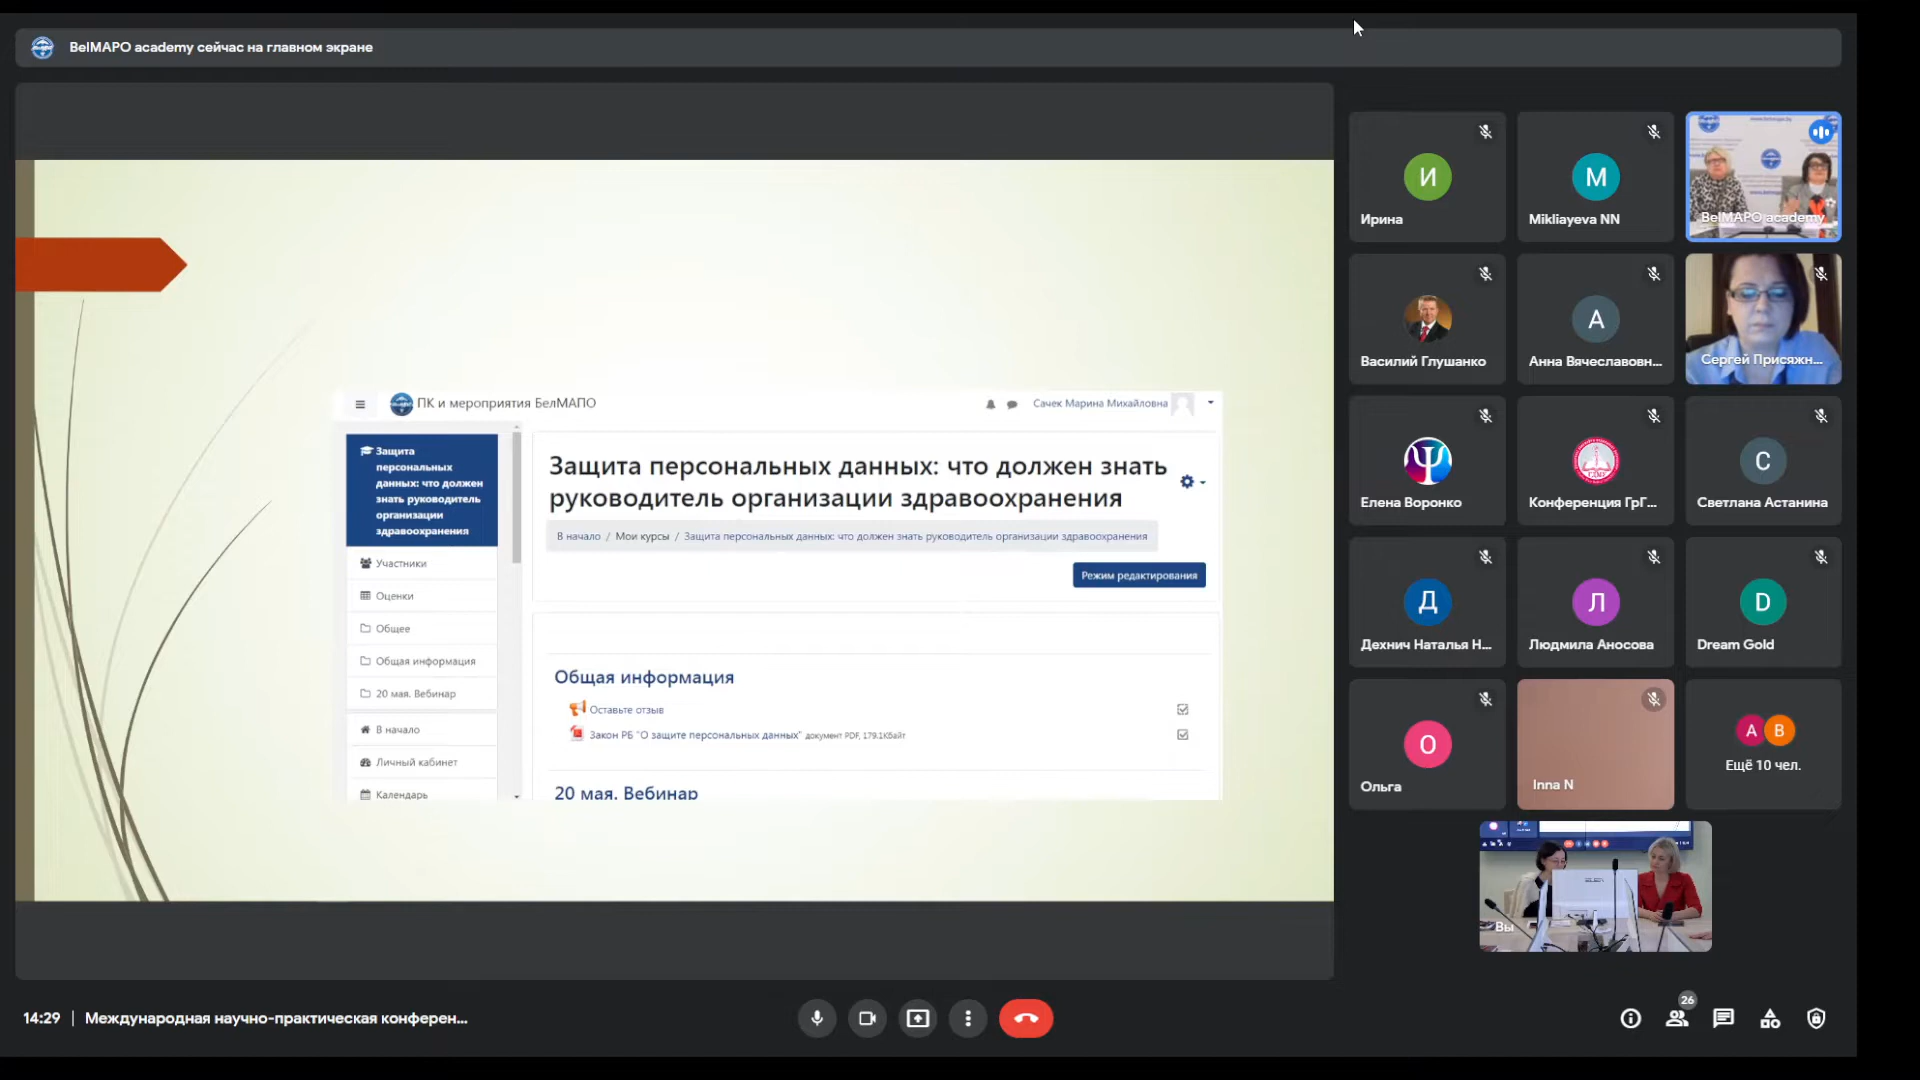 BelMAPO academy сейчас на главном экране
ПК и мероприятия БелМАПО
Сачек Марина Михайловна
Защита
персональных
данных: что должен
знать руководитель
организации
здравоохранения
Участники
Оценки
Общее
Общая информация
20 мая. Вебинар
В начало
Личный кабинет
Календарь
Защита персональных данных: что должен знать
руководитель организации здравоохранения
В начало / Мои курсы / Защита персональных данных: что должен знать руководитель организации здравоохранения
Режим редактирования
Общая информация
Оставьте отзыв
Закон РБ "О защите персональных данных" документ PDF, 179.1Кбайт
20 мая. Вебинар
И
Ирина
M
Mikliayeva NN
BelMAPO academy
Василий Глушанко
А
Анна Вячеславовн...
Сергей Присяжн...
Елена Воронко
Конференция ГрГ...
С
Светлана Астанина
Д
Дехнич Наталья Н...
Л
Людмила Аносова
D
Dream Gold
О
Ольга
Inna N
А В
Ещё 10 чел.
Вы
14:29 | Международная научно-практическая конферен...
26